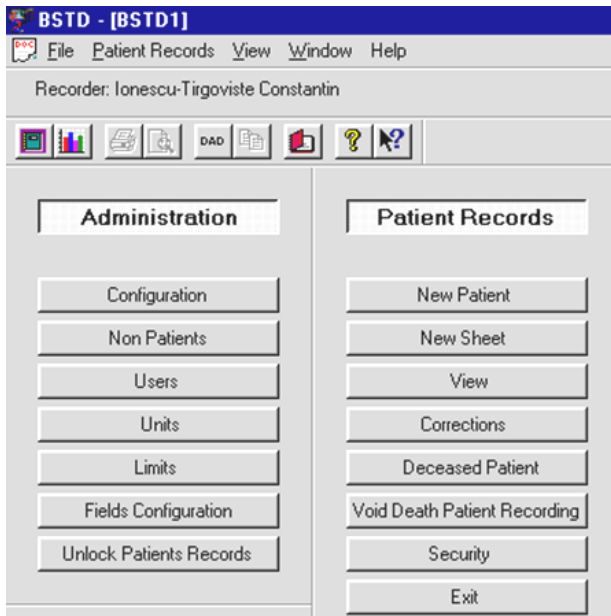 BSTD - [BSTD1]
DOC File Patient Records View Window Help
Recorder: Ionescu-Tirgoviste Constantin
DAD ? ?
Administration
Patient Records
Configuration
Non Patients
Users
Units
Limits
Fields Configuration
Unlock Patients Records
New Patient
New Sheet
View
Corrections
Deceased Patient
Void Death Patient Recording
Security
Exit